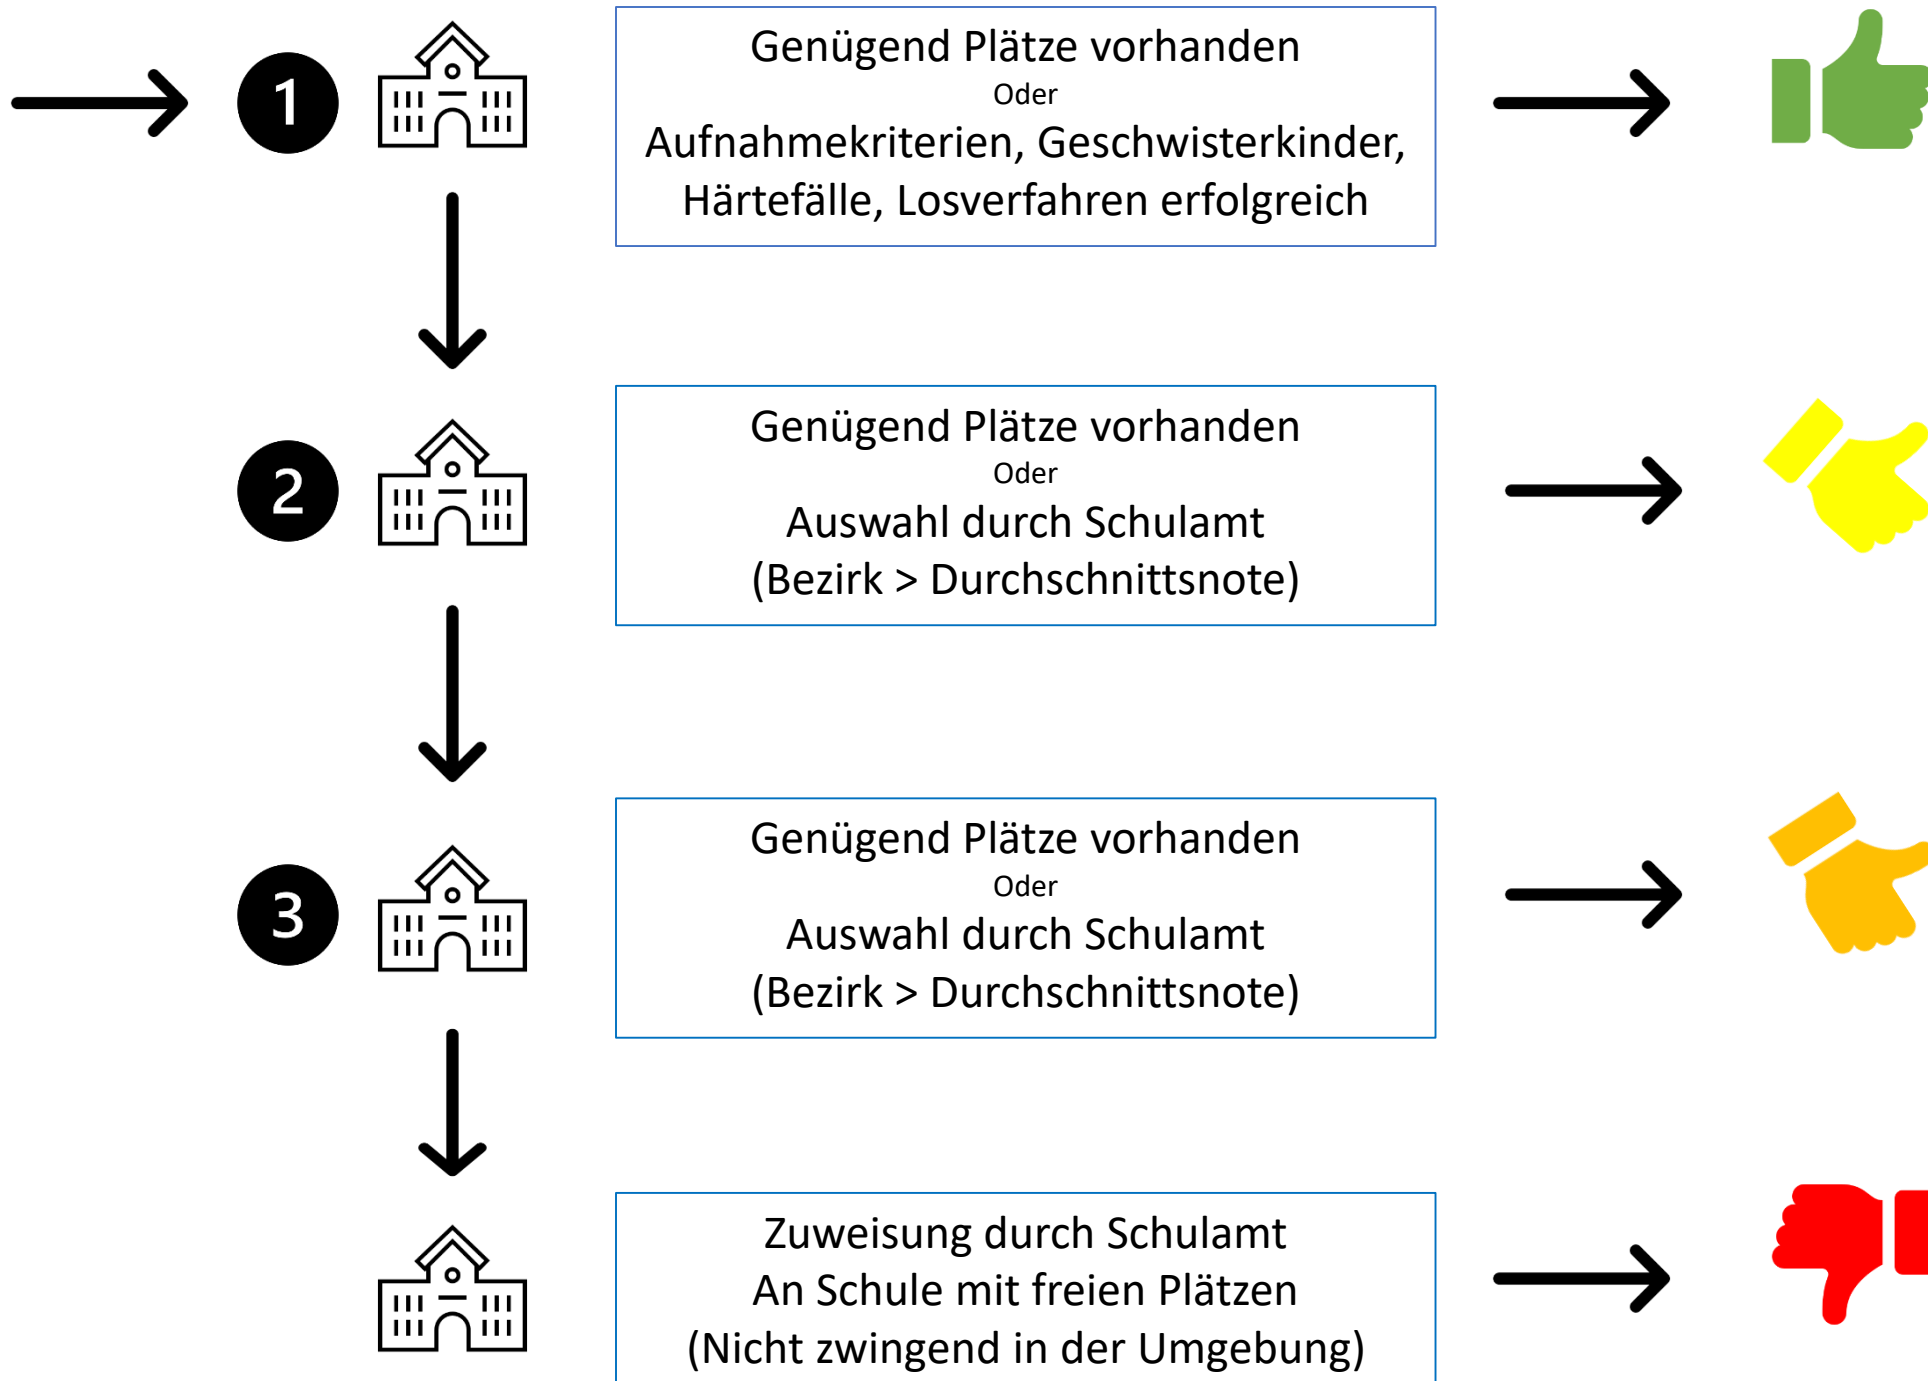 1
Genügend Plätze vorhanden
Oder
Aufnahmekriterien, Geschwisterkinder,
Härtefälle, Losverfahren erfolgreich
2
Genügend Plätze vorhanden
Oder
Auswahl durch Schulamt
(Bezirk > Durchschnittsnote)
3
Genügend Plätze vorhanden
Oder
Auswahl durch Schulamt
(Bezirk > Durchschnittsnote)
Zuweisung durch Schulamt
An Schule mit freien Plätzen
(Nicht zwingend in der Umgebung)